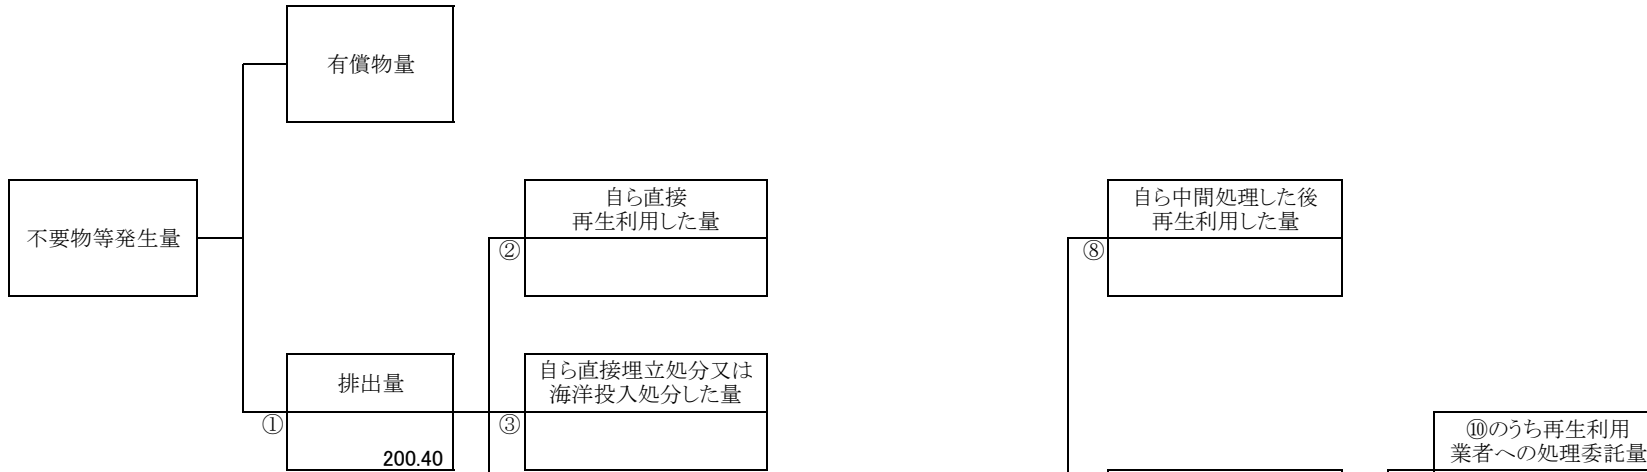 有償物量
不要物等発生量
自ら直接
再生利用した量
②
自ら中間処理した後
再生利用した量
⑧
排出量
①
200.40
自ら直接埋立処分又は
海洋投入処分した量
③
⑩のうち再生利用
業者への処理委託量